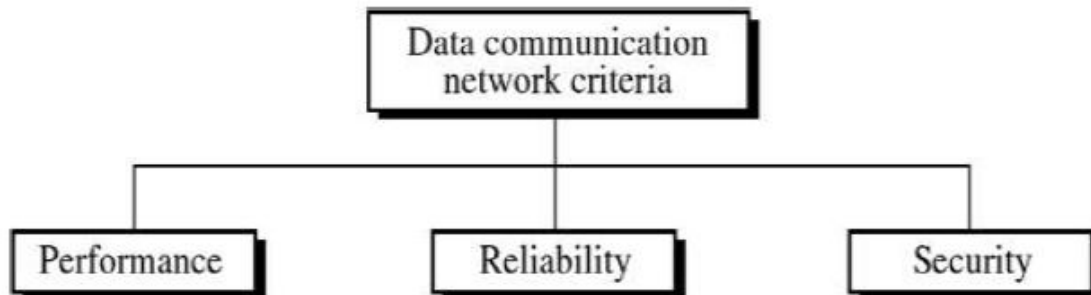 Data communication
network criteria
Performance
Reliability
Security